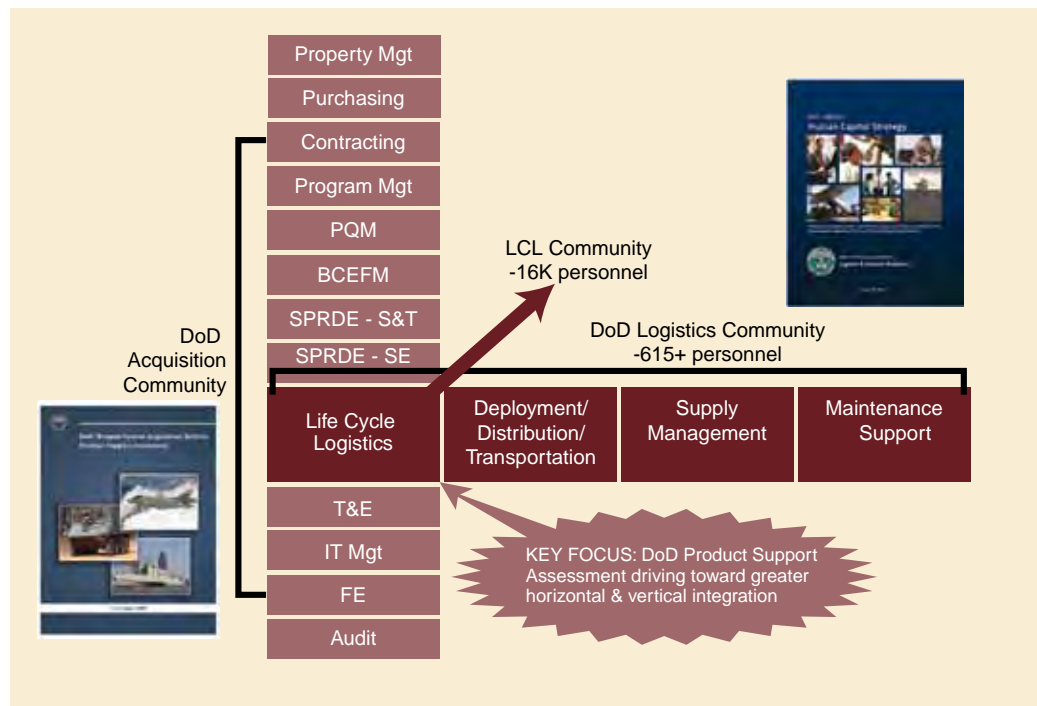 Property Mgt
Purchasing
Contracting
Program Mgt
PQM
BCEFM
SPRDE - S&T
SPRDE - SE
Human Capital Strategy
LCL Community
-16K personnel
DoD
Acquisition
Community
DoD Logistics Community
-615+ personnel
Life Cycle
Logistics
Deployment/
Distribution/
Transportation
Supply
Management
Maintenance
Support
T&E
IT Mgt
FE
Audit
KEY FOCUS: DoD Product Support
Assessment driving toward greater
horizontal & vertical integration